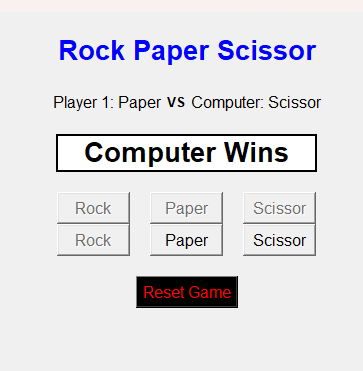 Rock Paper Scissor
Player 1: Paper VS Computer: Scissor
Computer Wins
Rock Paper Scissor
Rock Paper Scissor
Reset Game